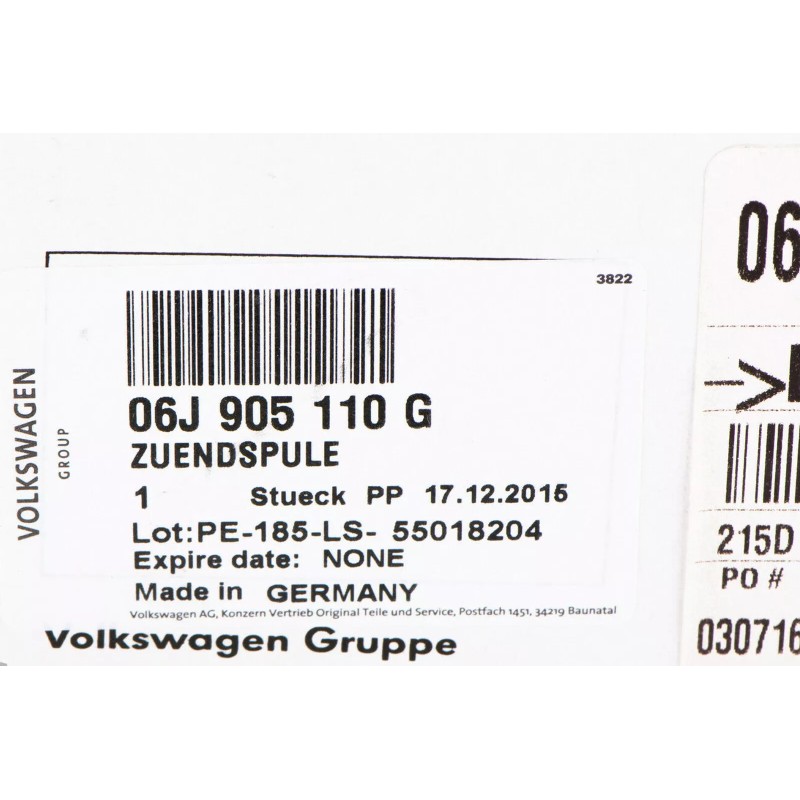 3822
06J 905 110 G
ZUENDSPULE
1 Stueck PP 17.12.2015
Lot:PE-185-LS- 55018204
Expire date: NONE
Made in GERMANY
Volkswagen AG, Konzern Vertrieb Original Teile und Service, Postfach 1451, 34219 Baunatal
Volkswagen Gruppe
VOLKSWAGEN
GROUP
06
215D
PO #
030716